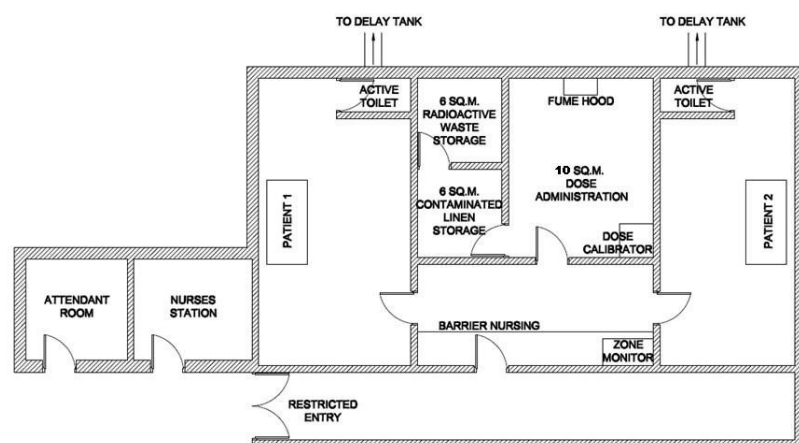 TO DELAY TANK
TO DELAY TANK
ACTIVE
TOILET
6 SQ.M.
RADIOACTIVE
WASTE
STORAGE
FUME HOOD
ACTIVE
TOILET
10 SQ.M.
DOSE
ADMINISTRATION
6 SQ.M.
CONTAMINATED
LINEN
STORAGE
PATIENT 1
PATIENT 2
DOSE
CALIBRATOR
ATTENDANT
ROOM
NURSES
STATION
BARRIER NURSING
ZONE
MONITOR
RESTRICTED
ENTRY